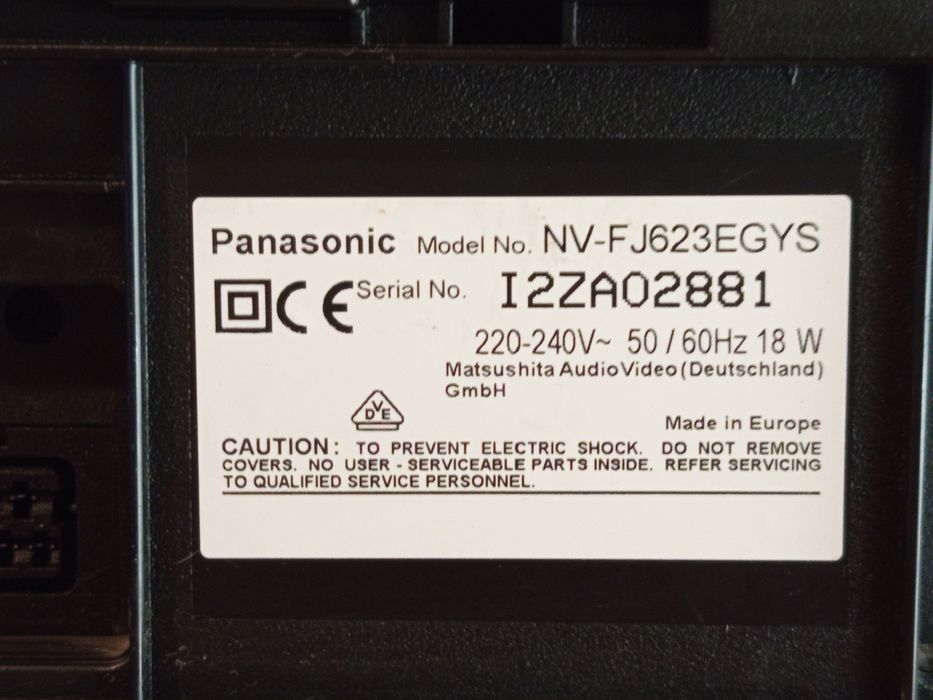 Panasonic Model No. NV-FJ623EGYS
CE Serial No. I2ZA02881
220-240V~ 50 / 60Hz 18 W
Matsushita Audio Video (Deutschland)
GmbH
DVE
Made in Europe
CAUTION: TO PREVENT ELECTRIC SHOCK. DO NOT REMOVE
COVERS. NO USER - SERVICEABLE PARTS INSIDE. REFER SERVICING
TO QUALIFIED SERVICE PERSONNEL.